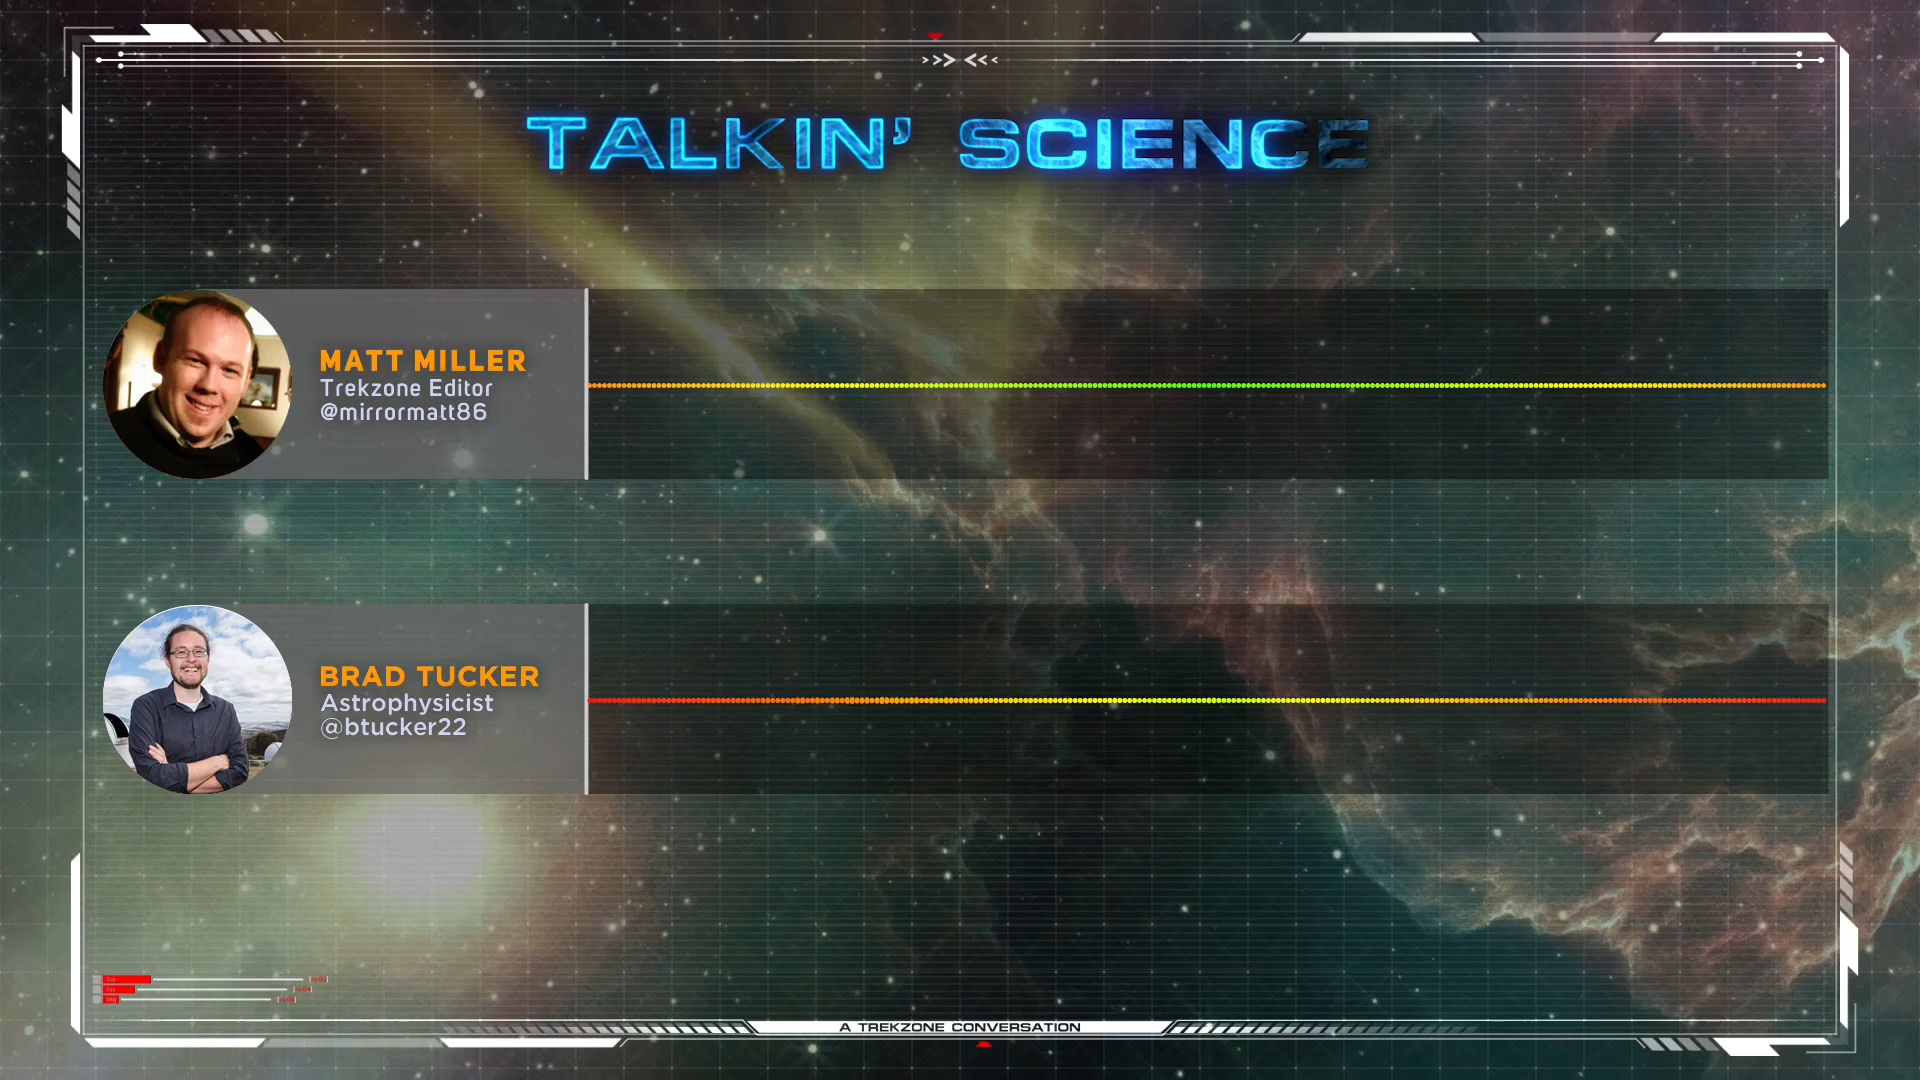 TALKIN' SCIENCE
MATT MILLER
Trekzone Editor
@mirrormatt86
BRAD TUCKER
Astrophysicist
@btucker22
A TREKZONE CONVERSATION